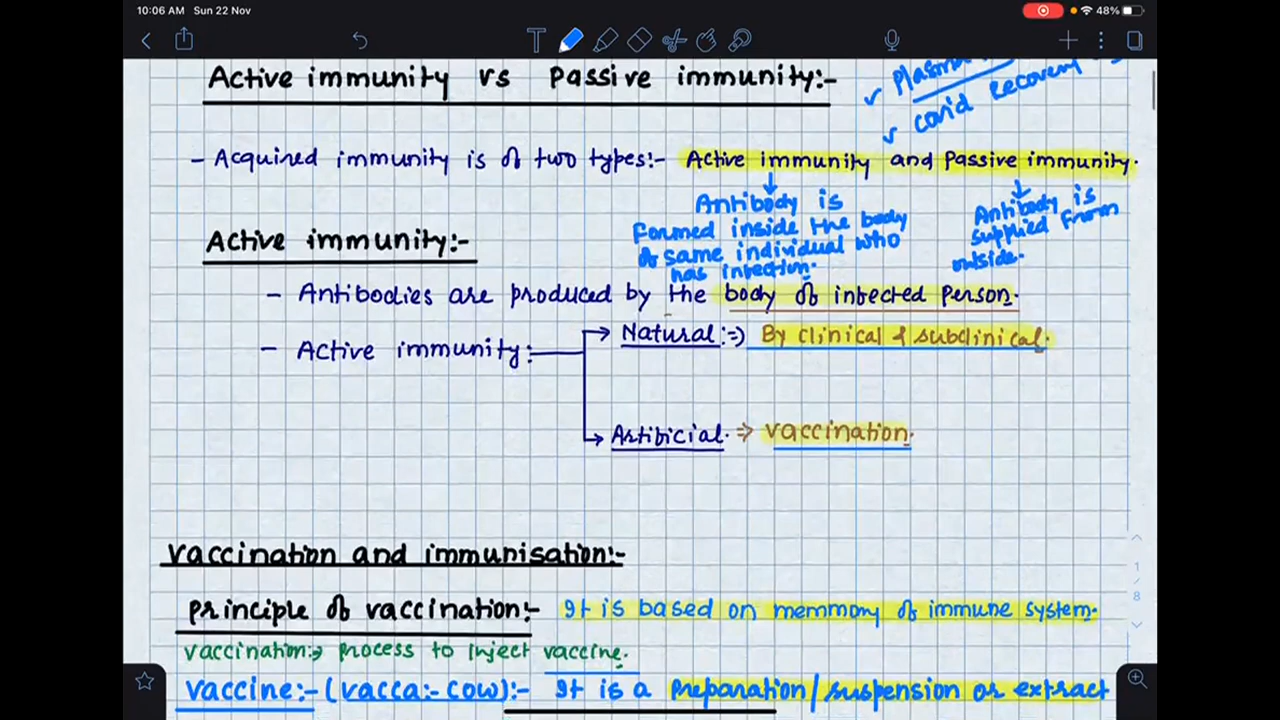 10:06 AM Sun 22 Nov
48%
Active immunity vs Passive immunity:-
Plasma
✓ covid Recovery
- Acquired immunity is of two types:- Active immunity and Passive immunity.
Antibody is
formed inside the body
of same individual who
has infection.
Antibody is
supplied from
outside.
Active immunity:-
- Antibodies are produced by the body of infected Person.
- Active immunity:
Natural:=) By clinical & subclinical.
Artificial. => vaccination.
Vaccination and immunisation:-
Principle of vaccination:- It is based on memmory of immune system.
vaccination:=> process to inject vaccine.
Vaccine:- (vacca:- cow):- It is a Preparation/suspension or extract
1
8